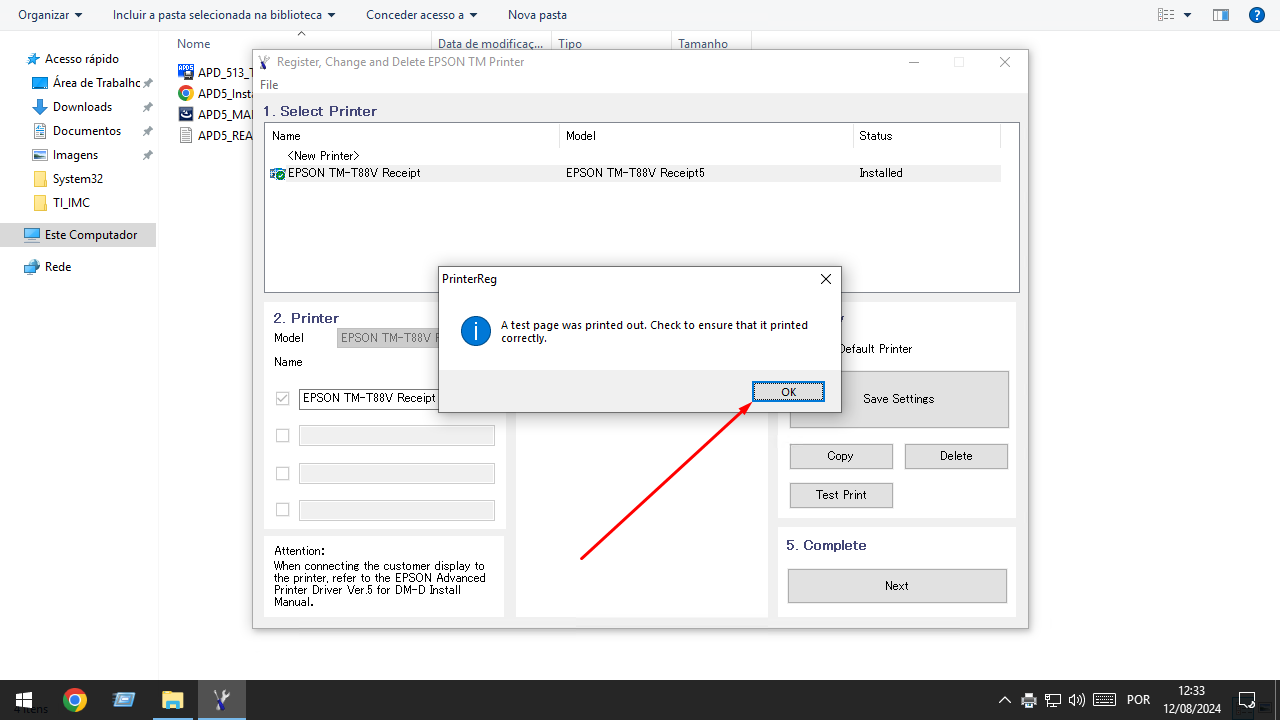 Organizar
Incluir a pasta selecionada na biblioteca
Conceder acesso a
Nova pasta
Nome
Data de modificaç...
Tipo
Tamanho
Acesso rápido
Área de Trabalho
Downloads
Documentos
Imagens
System32
TI_IMC
Este Computador
Rede
APD_513_T
APD5_Inst
APD5_MA
APD5_REA
Register, Change and Delete EPSON TM Printer
File
1. Select Printer
Name Model Status
<New Printer>
EPSON TM-T88V Receipt EPSON TM-T88V Receipt5 Installed
PrinterReg
A test page was printed out. Check to ensure that it printed
correctly.
OK
2. Printer
Model EPSON TM-T88V
Name
EPSON TM-T88V Receipt
Attention:
When connecting the customer display to
the printer, refer to the EPSON Advanced
Printer Driver Ver.5 for DM-D Install
Manual.
Default Printer
Save Settings
Copy
Delete
Test Print
5. Complete
Next
POR
12:33
12/08/2024